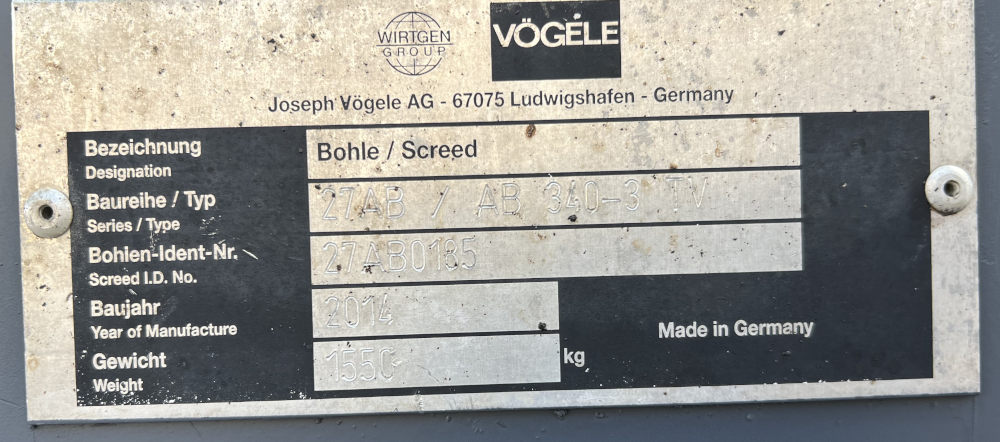 WIRTGEN
GROUP
VÖGELE
Joseph Vögele AG - 67075 Ludwigshafen - Germany
Bezeichnung
Designation
Bohle / Screed
Baureihe / Typ
Series / Type
27AB / AB 340-3 TV
Bohlen-Ident-Nr.
Screed I.D. No.
27AB0185
Baujahr
Year of Manufacture
2014
Made in Germany
Gewicht
Weight
1550
kg